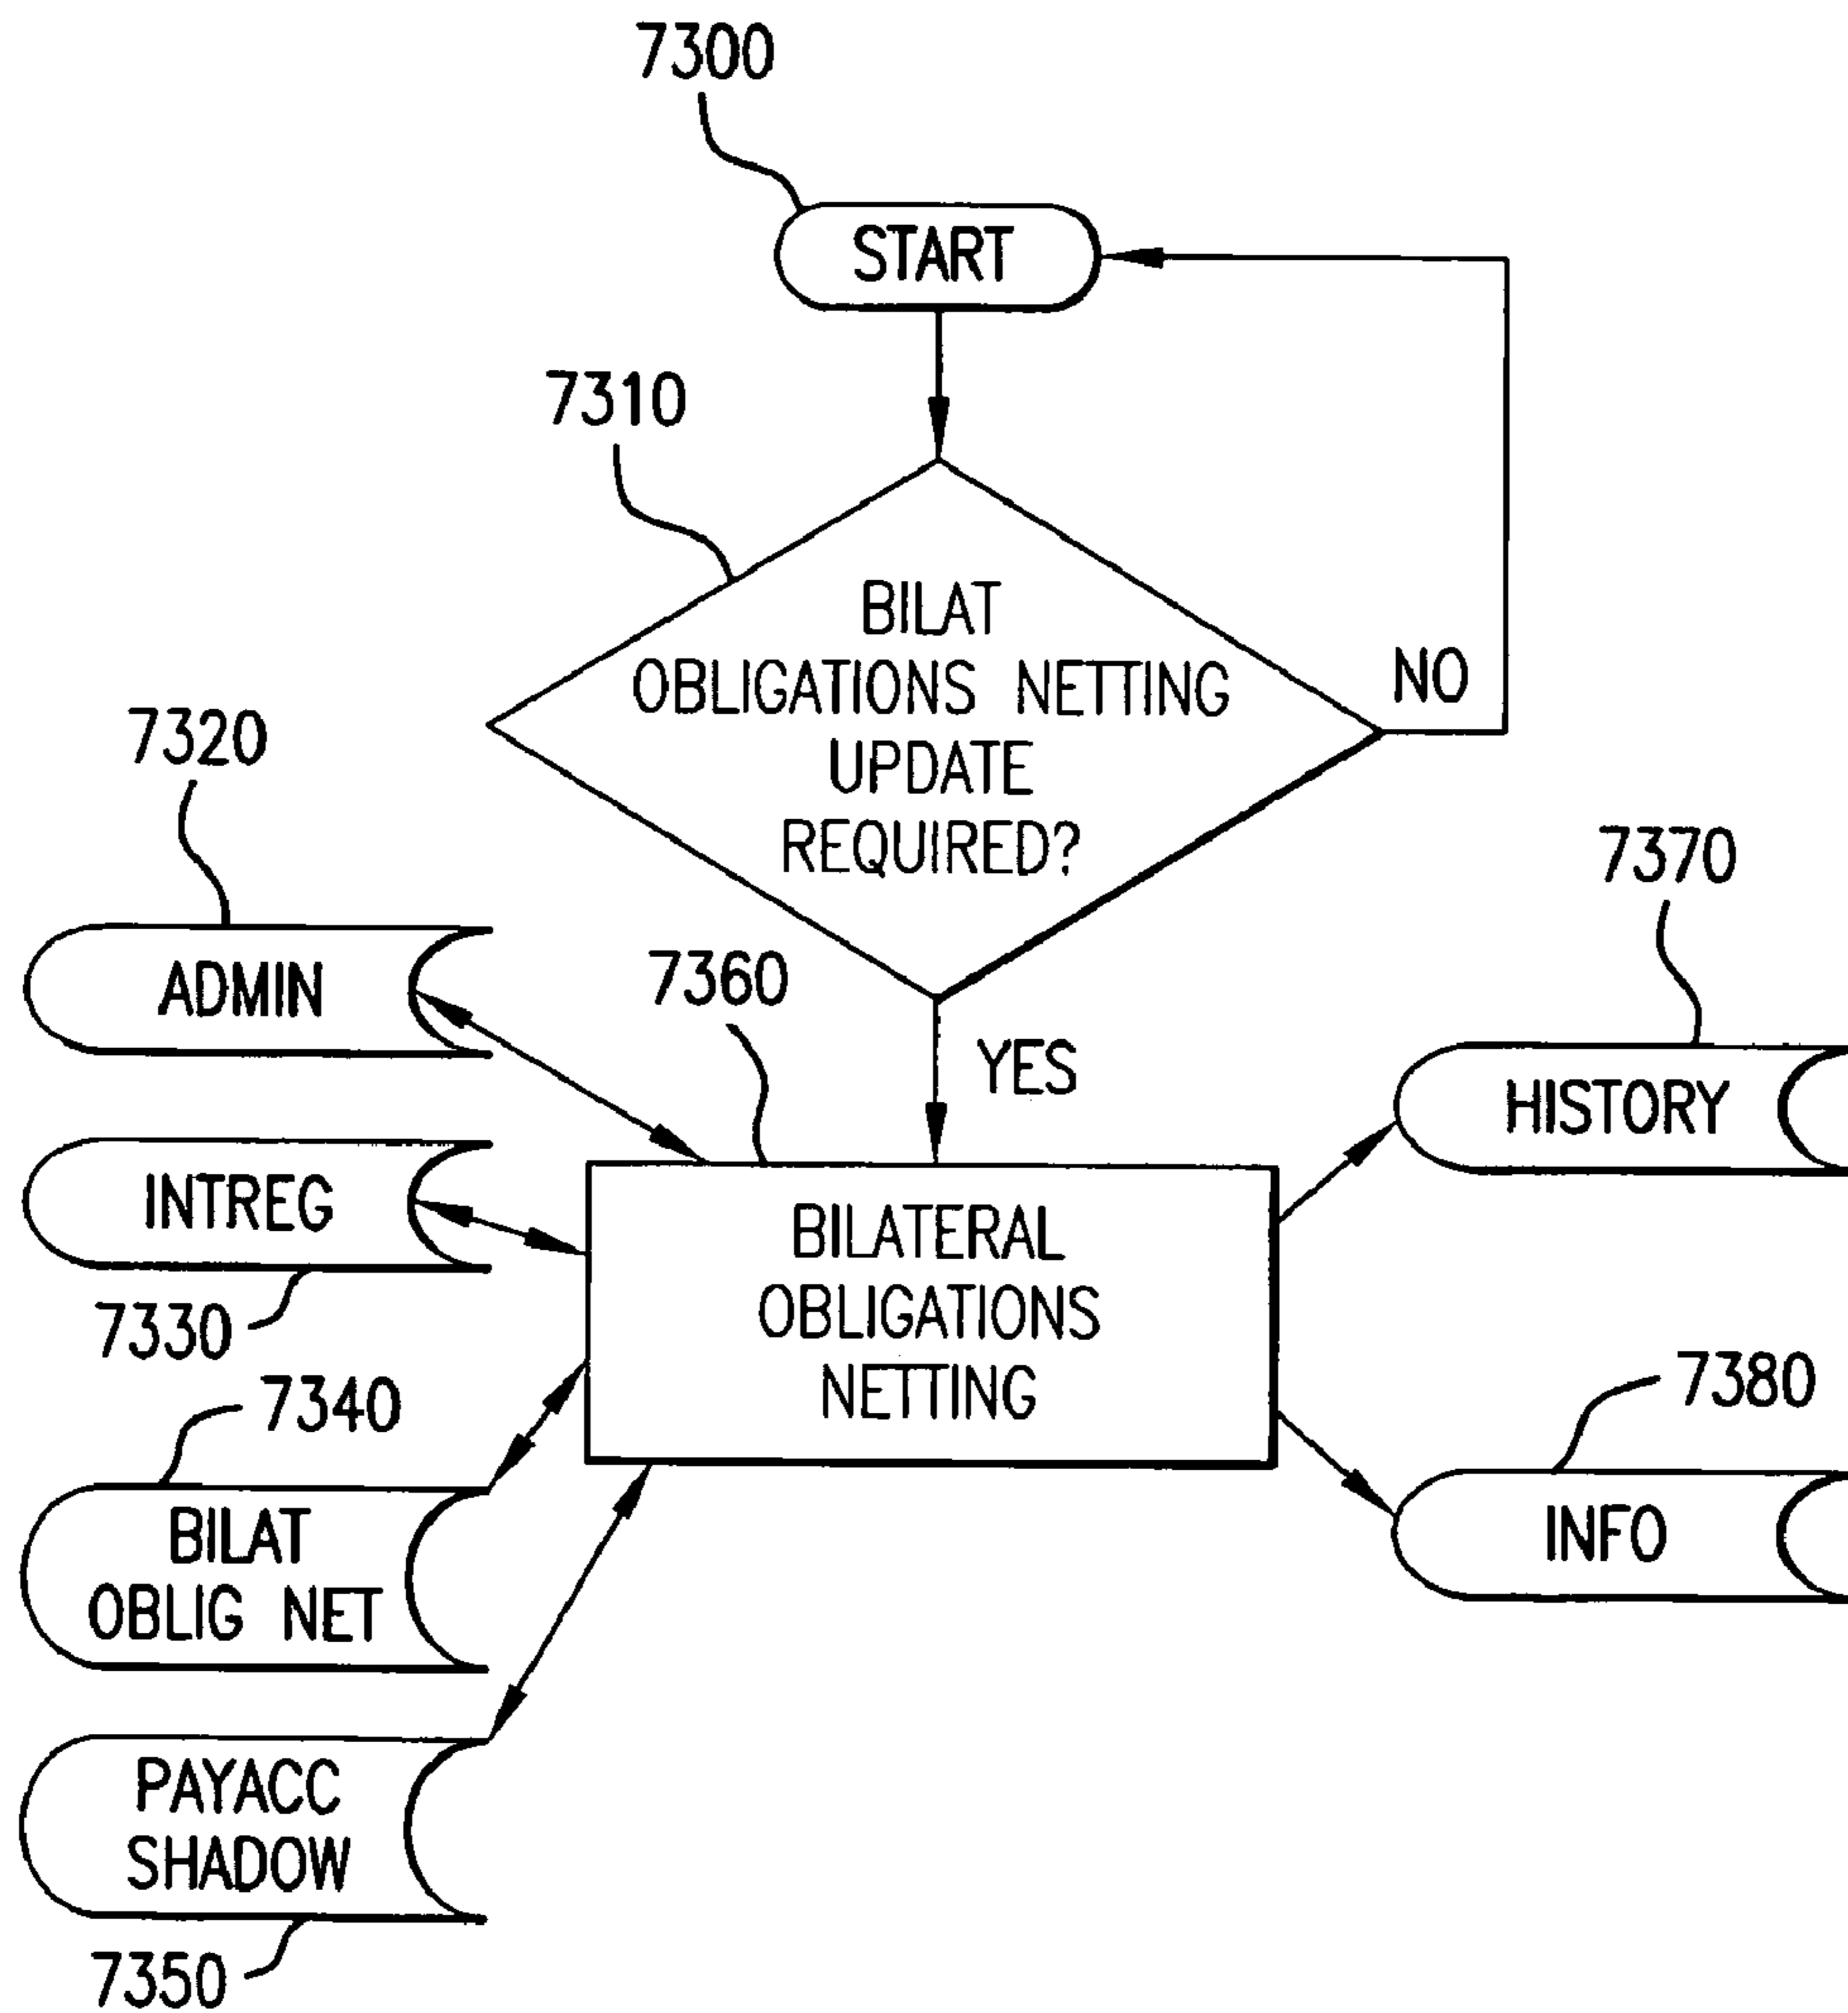 7300
START
7310
BILAT
OBLIGATIONS NETTING
UPDATE
REQUIRED?
NO
7320
ADMIN
7360
YES
7370
HISTORY
INTREG
7330
BILATERAL
OBLIGATIONS
NETTING
7340
BILAT
OBLIG NET
7380
INFO
PAYACC
SHADOW
7350